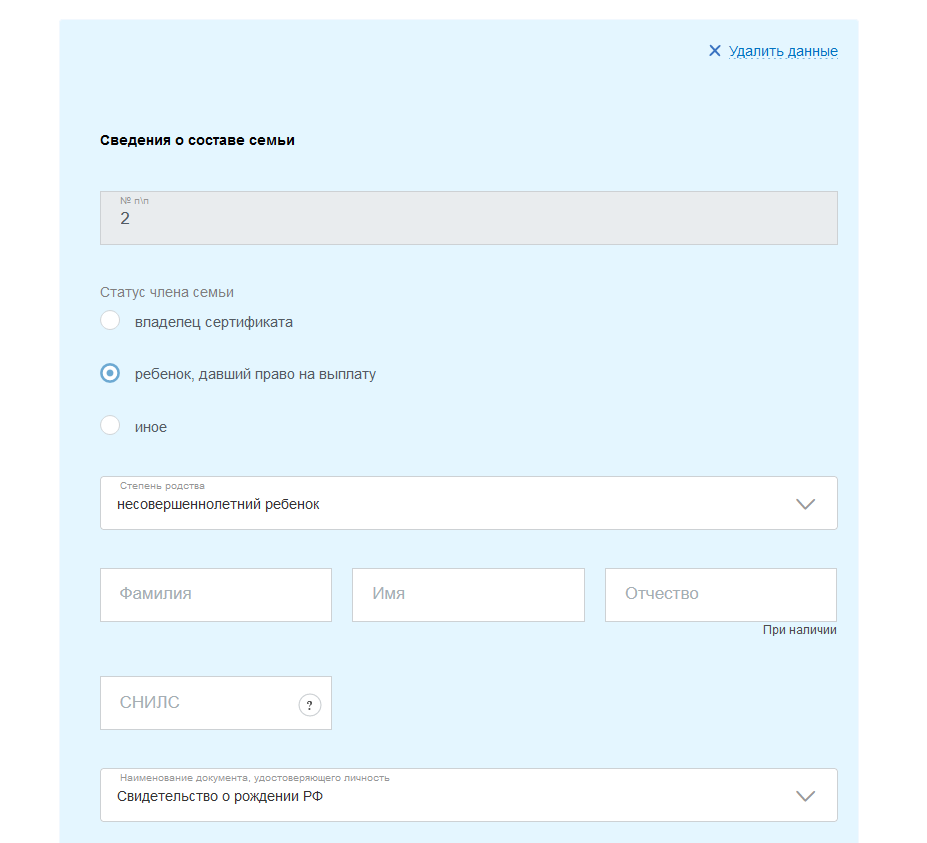 Удалить данные
Сведения о составе семьи
№ п\п
2
Статус члена семьи
владелец сертификата
ребенок, давший право на выплату
иное
Степень родства
несовершеннолетний ребенок
Фамилия Имя Отчество
При наличии
СНИЛС ?
Наименование документа, удостоверяющего личность
Свидетельство о рождении РФ